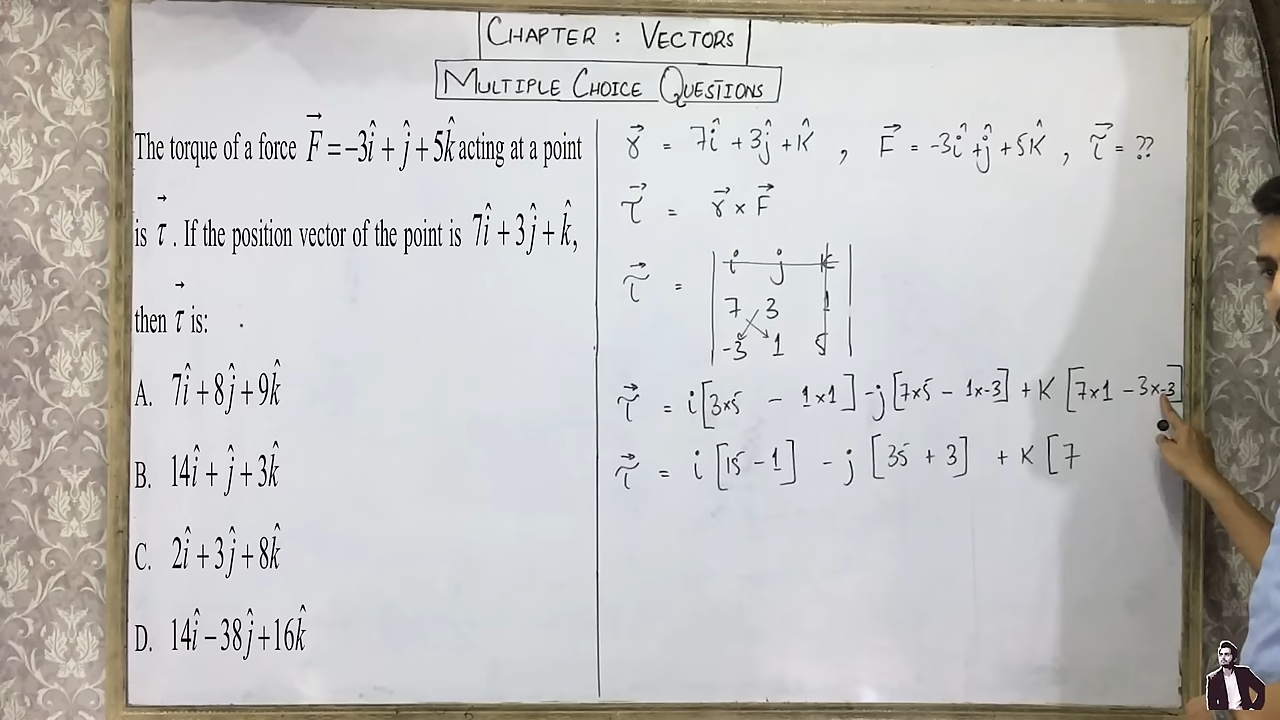 CHAPTER : VECTORS
MULTIPLE CHOICE QUESTIONS
The torque of a force F⃗ = −3î + ĵ + 5k̂ acting at a point
is τ⃗ . If the position vector of the point is 7î + 3ĵ + k̂,
then τ⃗ is:
A. 7î + 8ĵ + 9k̂
B. 14î + ĵ + 3k̂
C. 2î + 3ĵ + 8k̂
D. 14î − 38ĵ + 16k̂
r⃗ = 7î + 3ĵ + k̂ , F⃗ = -3î + ĵ + 5k̂ , τ⃗ = ??
τ⃗ = r⃗ × F⃗
τ⃗ = | i j k |
7 3 1
-3 1 5
τ⃗ = i[3×5 - 1×1] - j[7×5 - 1×-3] + k[7×1 - 3×-3]
τ⃗ = i[15 - 1] - j[35 + 3] + k[7